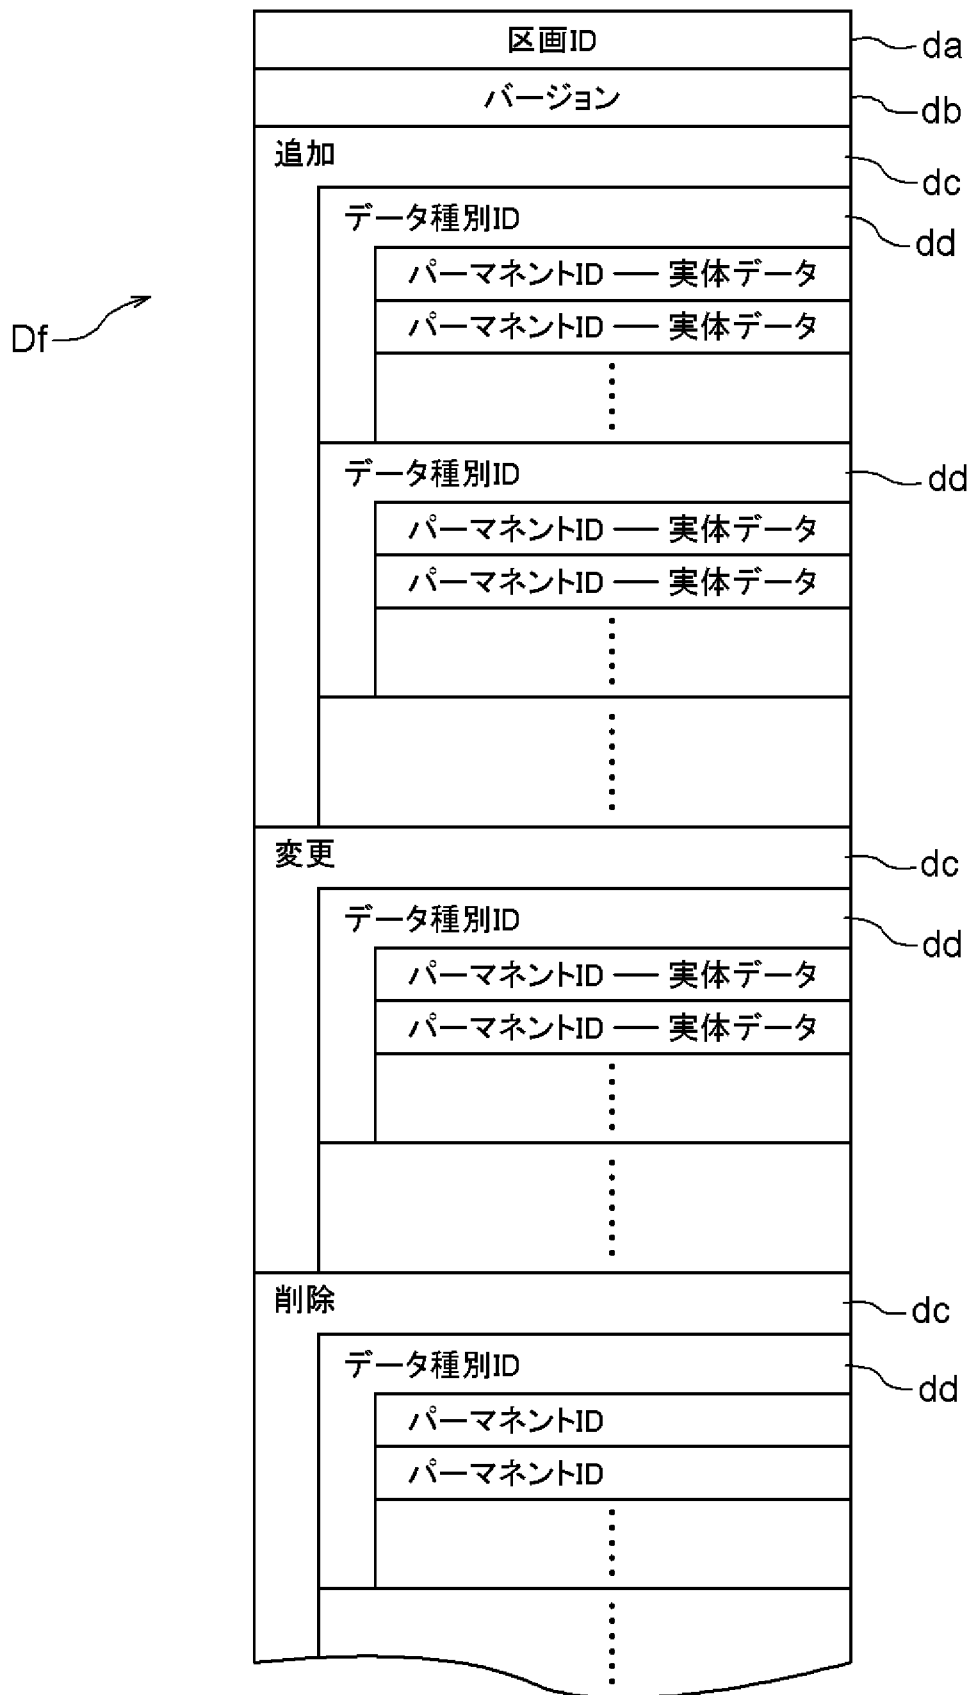 区画ID
da
バージョン
db
追加
dc
データ種別ID
dd
パーマネントID — 実体データ
パーマネントID — 実体データ
Df
データ種別ID
dd
パーマネントID — 実体データ
パーマネントID — 実体データ
変更
dc
データ種別ID
dd
パーマネントID — 実体データ
パーマネントID — 実体データ
削除
dc
データ種別ID
dd
パーマネントID
パーマネントID